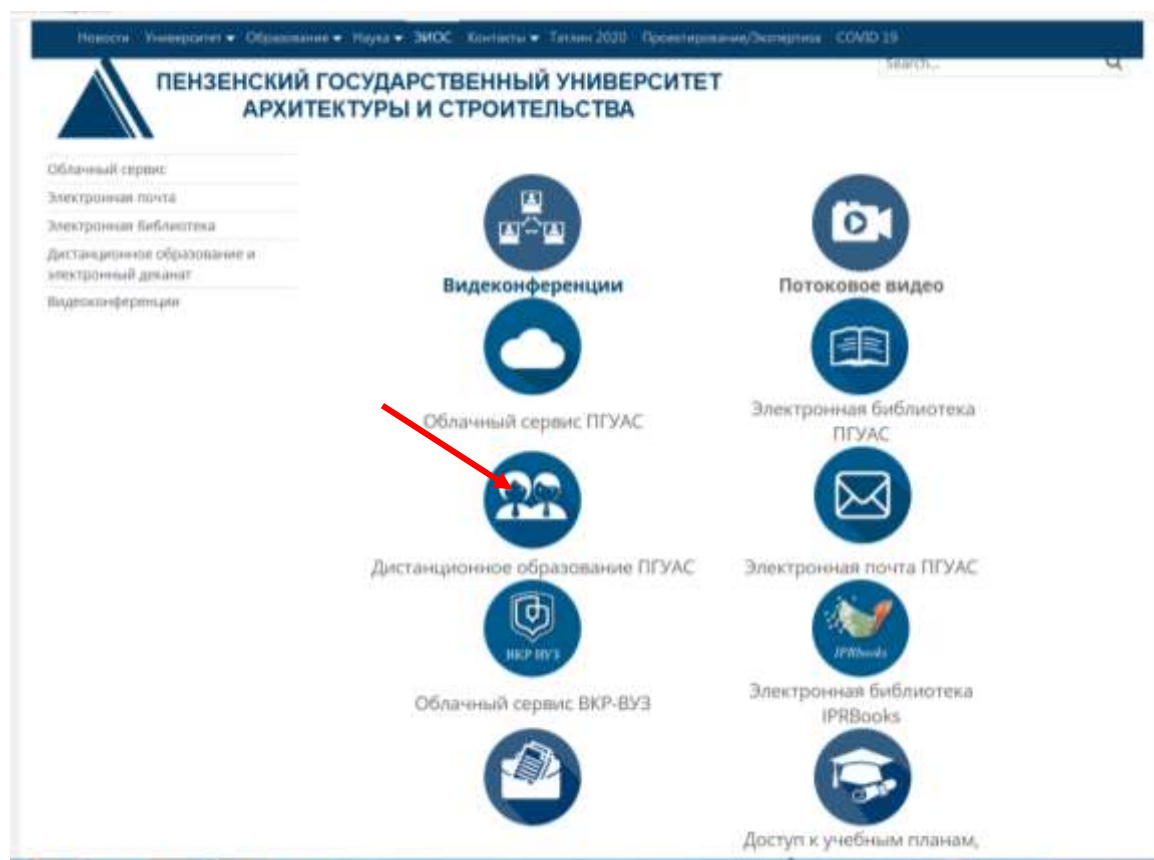 Новости Университет Образование Наука ЭИОС Контакты Татлин 2020 Проектирование/Экспертиза COVID 19
Search...
ПЕНЗЕНСКИЙ ГОСУДАРСТВЕННЫЙ УНИВЕРСИТЕТ
АРХИТЕКТУРЫ И СТРОИТЕЛЬСТВА
Облачный сервис
Электронная почта
Электронная библиотека
Дистанционное образование и
электронный деканат
Видеоконференции
Видеконференции
Потоковое видео
Облачный сервис ПГУАС
Электронная библиотека
ПГУАС
Дистанционное образование ПГУАС
Электронная почта ПГУАС
ВКР ВУЗ
IPRbooks
Облачный сервис ВКР-ВУЗ
Электронная библиотека
IPRBooks
Доступ к учебным планам,